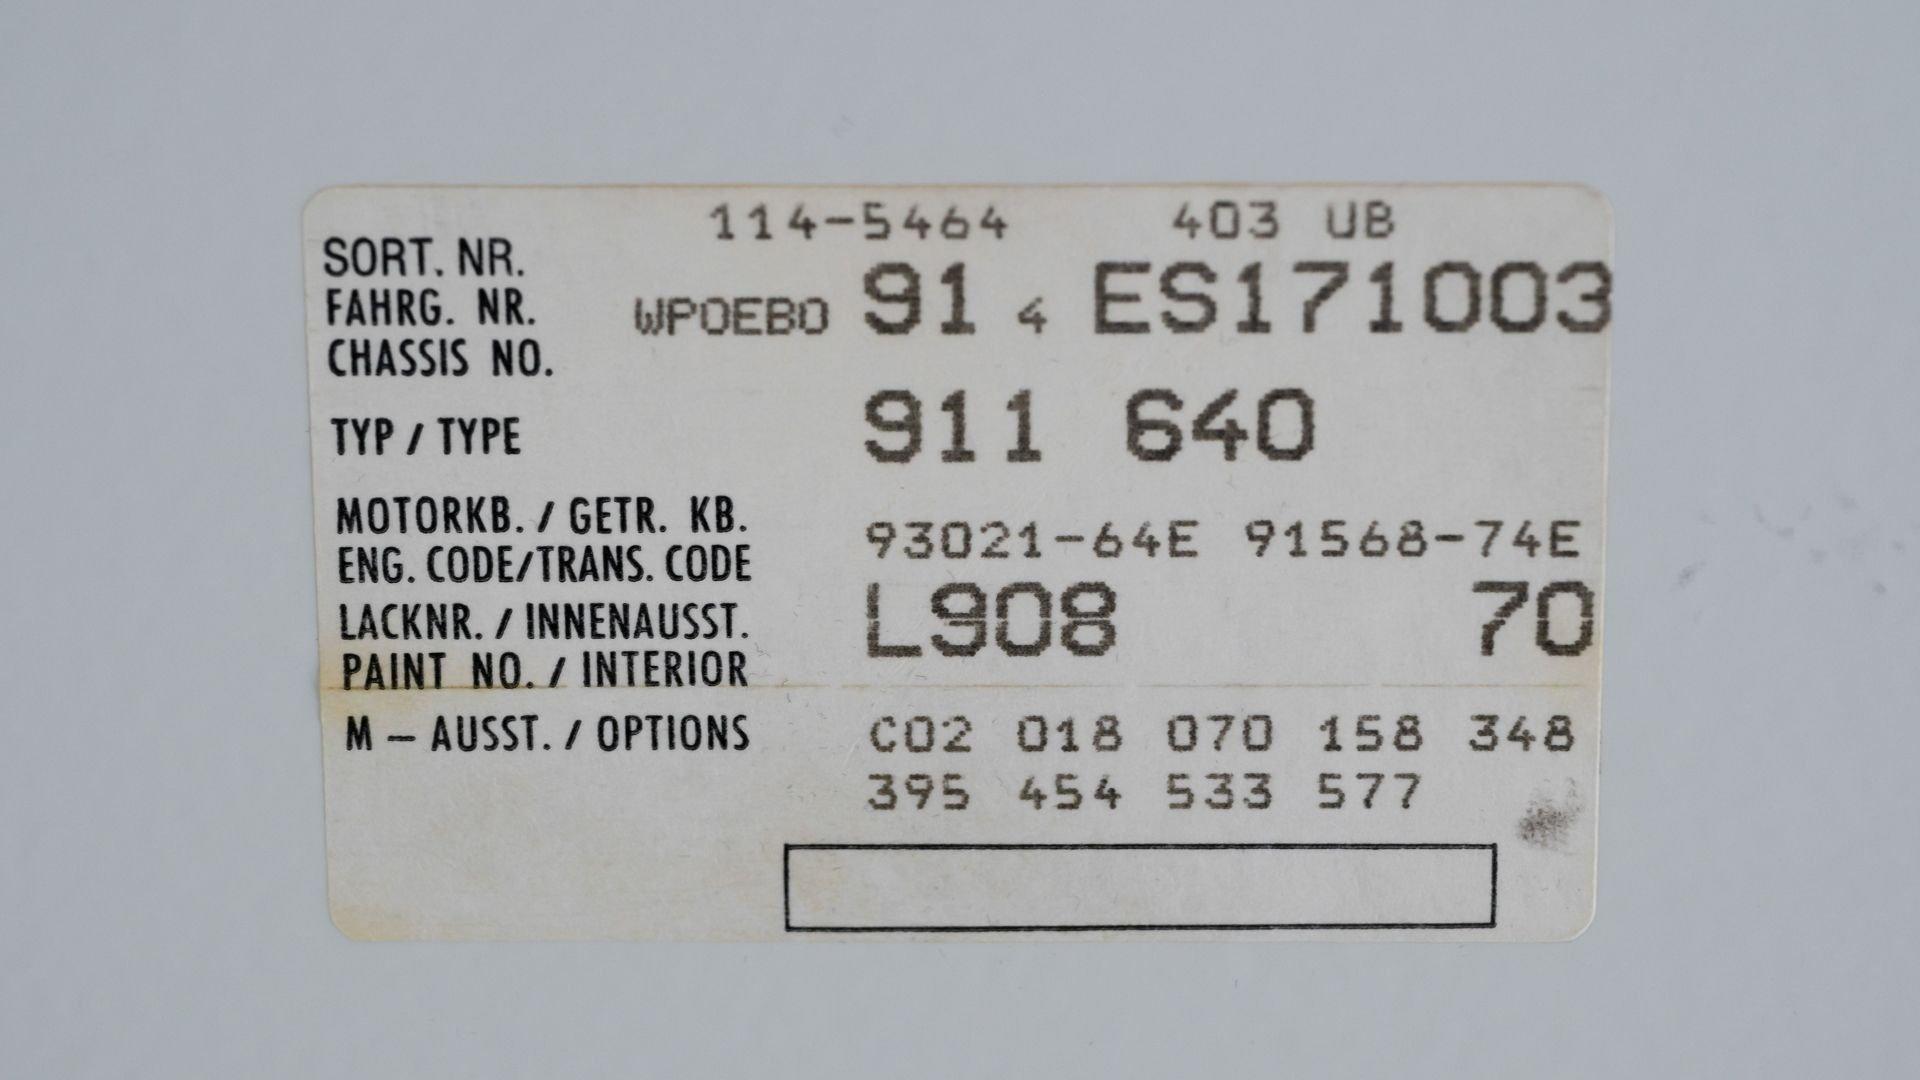 114-5464 403 UB
SORT. NR.
FAHRG. NR. WP0EB0 91 4 ES171003
CHASSIS NO.
TYP / TYPE 911 640
MOTORKB. / GETR. KB. 93021-64E 91568-74E
ENG. CODE/TRANS. CODE
LACKNR. / INNENAUSST. L908 70
PAINT NO. / INTERIOR
M – AUSST. / OPTIONS C02 018 070 158 348
395 454 533 577